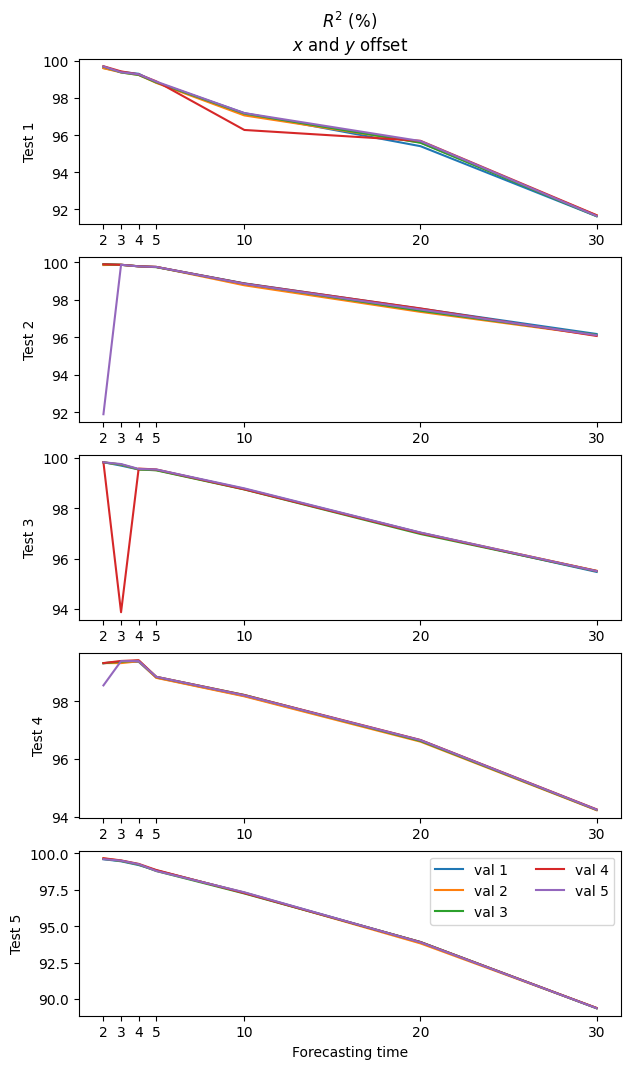 R² (%)
x and y offset
100
98
96
94
92
Test 1
2 3 4 5 10 20 30
100
98
96
94
92
Test 2
2 3 4 5 10 20 30
100
98
96
94
Test 3
2 3 4 5 10 20 30
98
96
94
Test 4
2 3 4 5 10 20 30
100.0
97.5
95.0
92.5
90.0
Test 5
val 1 val 4
val 2 val 5
val 3
2 3 4 5 10 20 30
Forecasting time